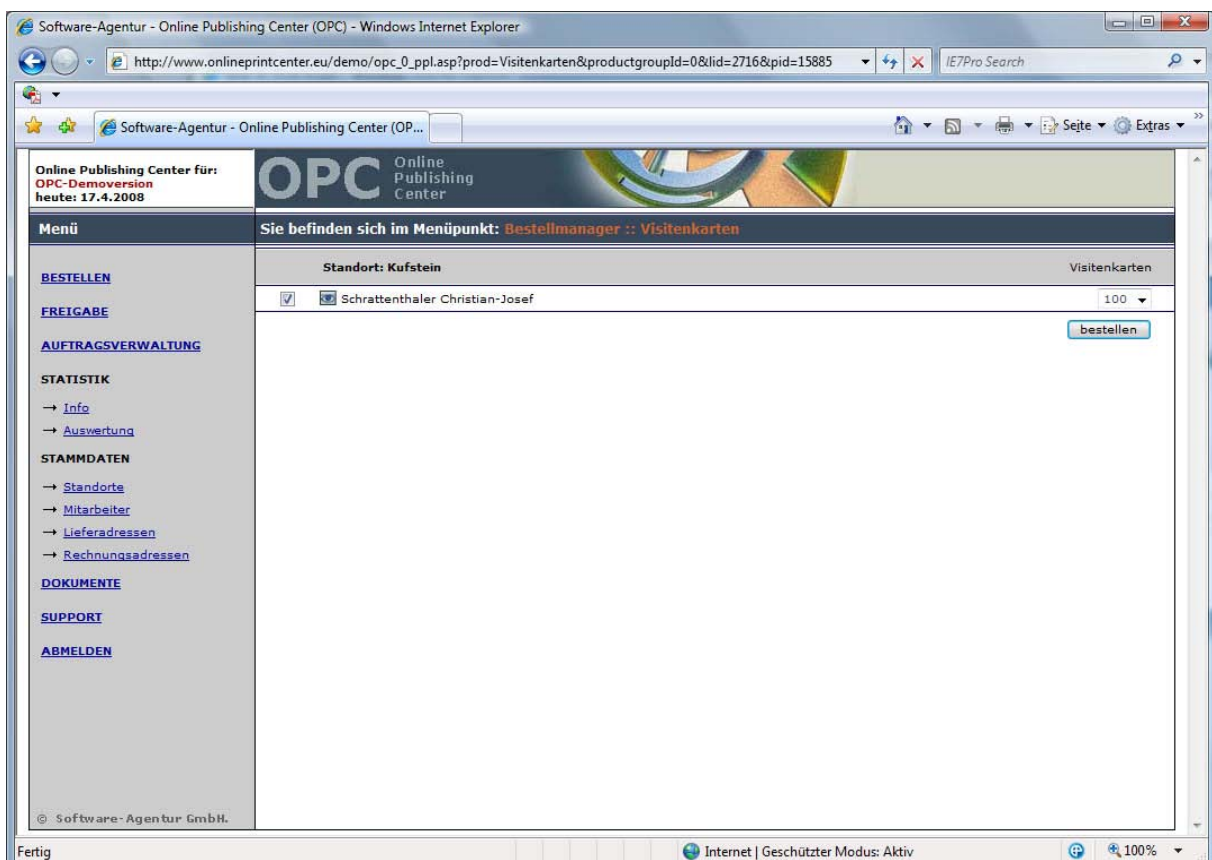 Software-Agentur - Online Publishing Center (OPC) - Windows Internet Explorer
http://www.onlineprintcenter.eu/demo/opc_0_ppl.asp?prod=Visitenkarten&productgroupId=0&lid=2716&pid=15885
IE7Pro Search
Software-Agentur - Online Publishing Center (OP...
Seite
Extras
Online Publishing Center für:
OPC-Demoversion
heute: 17.4.2008
OPC
Online
Publishing
Center
Menü
Sie befinden sich im Menüpunkt: Bestellmanager :: Visitenkarten
Standort: Kufstein
Visitenkarten
Schrattenthaler Christian-Josef
100
bestellen
BESTELLEN
FREIGABE
AUFTRAGSVERWALTUNG
STATISTIK
→ Info
→ Auswertung
STAMMDATEN
→ Standorte
→ Mitarbeiter
→ Lieferadressen
→ Rechnungsadressen
DOKUMENTE
SUPPORT
ABMELDEN
© Software-Agentur GmbH.
Fertig
Internet | Geschützter Modus: Aktiv
100%